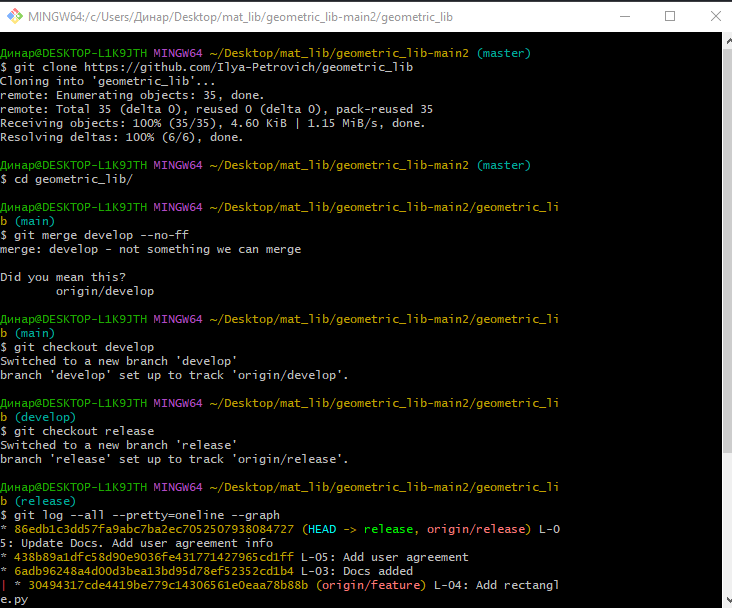 MINGW64:/c/Users/Динар/Desktop/mat_lib/geometric_lib-main2/geometric_lib
Динар@DESKTOP-L1K9JTH MINGW64 ~/Desktop/mat_lib/geometric_lib-main2 (master)
$ git clone https://github.com/Ilya-Petrovich/geometric_lib
Cloning into 'geometric_lib'...
remote: Enumerating objects: 35, done.
remote: Total 35 (delta 0), reused 0 (delta 0), pack-reused 35
Receiving objects: 100% (35/35), 4.60 KiB | 1.15 MiB/s, done.
Resolving deltas: 100% (6/6), done.
Динар@DESKTOP-L1K9JTH MINGW64 ~/Desktop/mat_lib/geometric_lib-main2 (master)
$ cd geometric_lib/
Динар@DESKTOP-L1K9JTH MINGW64 ~/Desktop/mat_lib/geometric_lib-main2/geometric_li
b (main)
$ git merge develop --no-ff
merge: develop - not something we can merge
Did you mean this?
        origin/develop
Динар@DESKTOP-L1K9JTH MINGW64 ~/Desktop/mat_lib/geometric_lib-main2/geometric_li
b (main)
$ git checkout develop
Switched to a new branch 'develop'
branch 'develop' set up to track 'origin/develop'.
Динар@DESKTOP-L1K9JTH MINGW64 ~/Desktop/mat_lib/geometric_lib-main2/geometric_li
b (develop)
$ git checkout release
Switched to a new branch 'release'
branch 'release' set up to track 'origin/release'.
Динар@DESKTOP-L1K9JTH MINGW64 ~/Desktop/mat_lib/geometric_lib-main2/geometric_li
b (release)
$ git log --all --pretty=oneline --graph
* 86edb1c3dd57fa9abc7ba2ec7052507938084727 (HEAD -> release, origin/release) L-0
5: Update Docs. Add user agreement info
* 438b89a1dfc58d90e9036fe431771427965cd1ff L-05: Add user agreement
* 6adb96248a4d00d3bea13bd95d78ef52352cd1b4 L-03: Docs added
| * 30494317cde4419be779c14306561e0eaa78b88b (origin/feature) L-04: Add rectangl
e.py